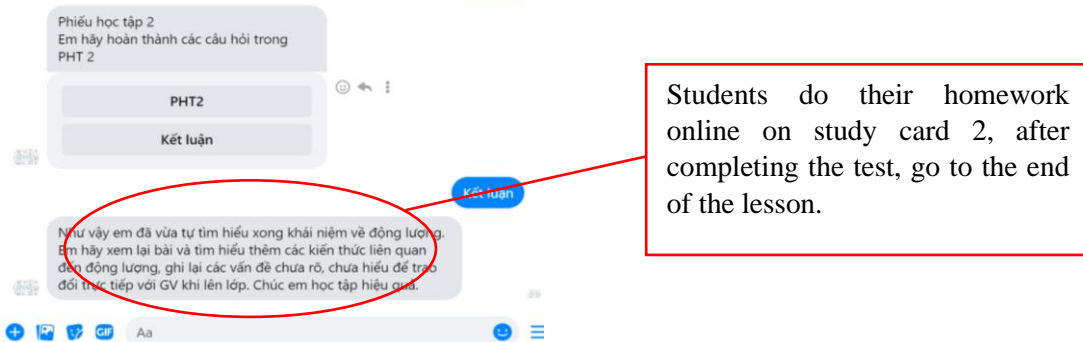 Phiếu học tập 2
Em hãy hoàn thành các câu hỏi trong
PHT 2
PHT2
Kết luận
Kết luận
Như vậy em đã vừa tự tìm hiểu xong khái niệm về động lượng.
Em hãy xem lại bài và tìm hiểu thêm các kiến thức liên quan
đến động lượng, ghi lại các vấn đề chưa rõ, chưa hiểu để trao
đổi trực tiếp với GV khi lên lớp. Chúc em học tập hiệu quả.
GIF
Aa
Students do their homework
online on study card 2, after
completing the test, go to the end
of the lesson.